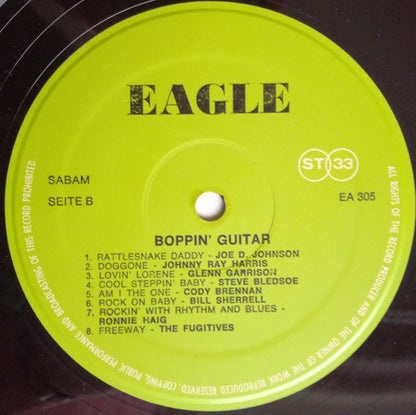 EAGLE
SABAM
SEITE B
ST 33
EA 305
BOPPIN' GUITAR
1. RATTLESNAKE DADDY - JOE D. JOHNSON
2. DOGGONE - JOHNNY RAY HARRIS
3. LOVIN' LORENE - GLENN GARRISON
4. COOL STEPPIN' BABY - STEVE BLEDSOE
5. AM I THE ONE - CODY BRENNAN
6. ROCK ON BABY - BILL SHERRELL
7. ROCKIN' WITH RHYTHM AND BLUES -
RONNIE HAIG
8. FREEWAY - THE FUGITIVES
ALL RIGHTS OF THE RECORD PRODUCER AND OF THE OWNER OF THE WORK REPRODUCED RESERVED, COPYING, PUBLIC PERFORMANCE AND BROADCASTING OF THIS RECORD PROHIBITED